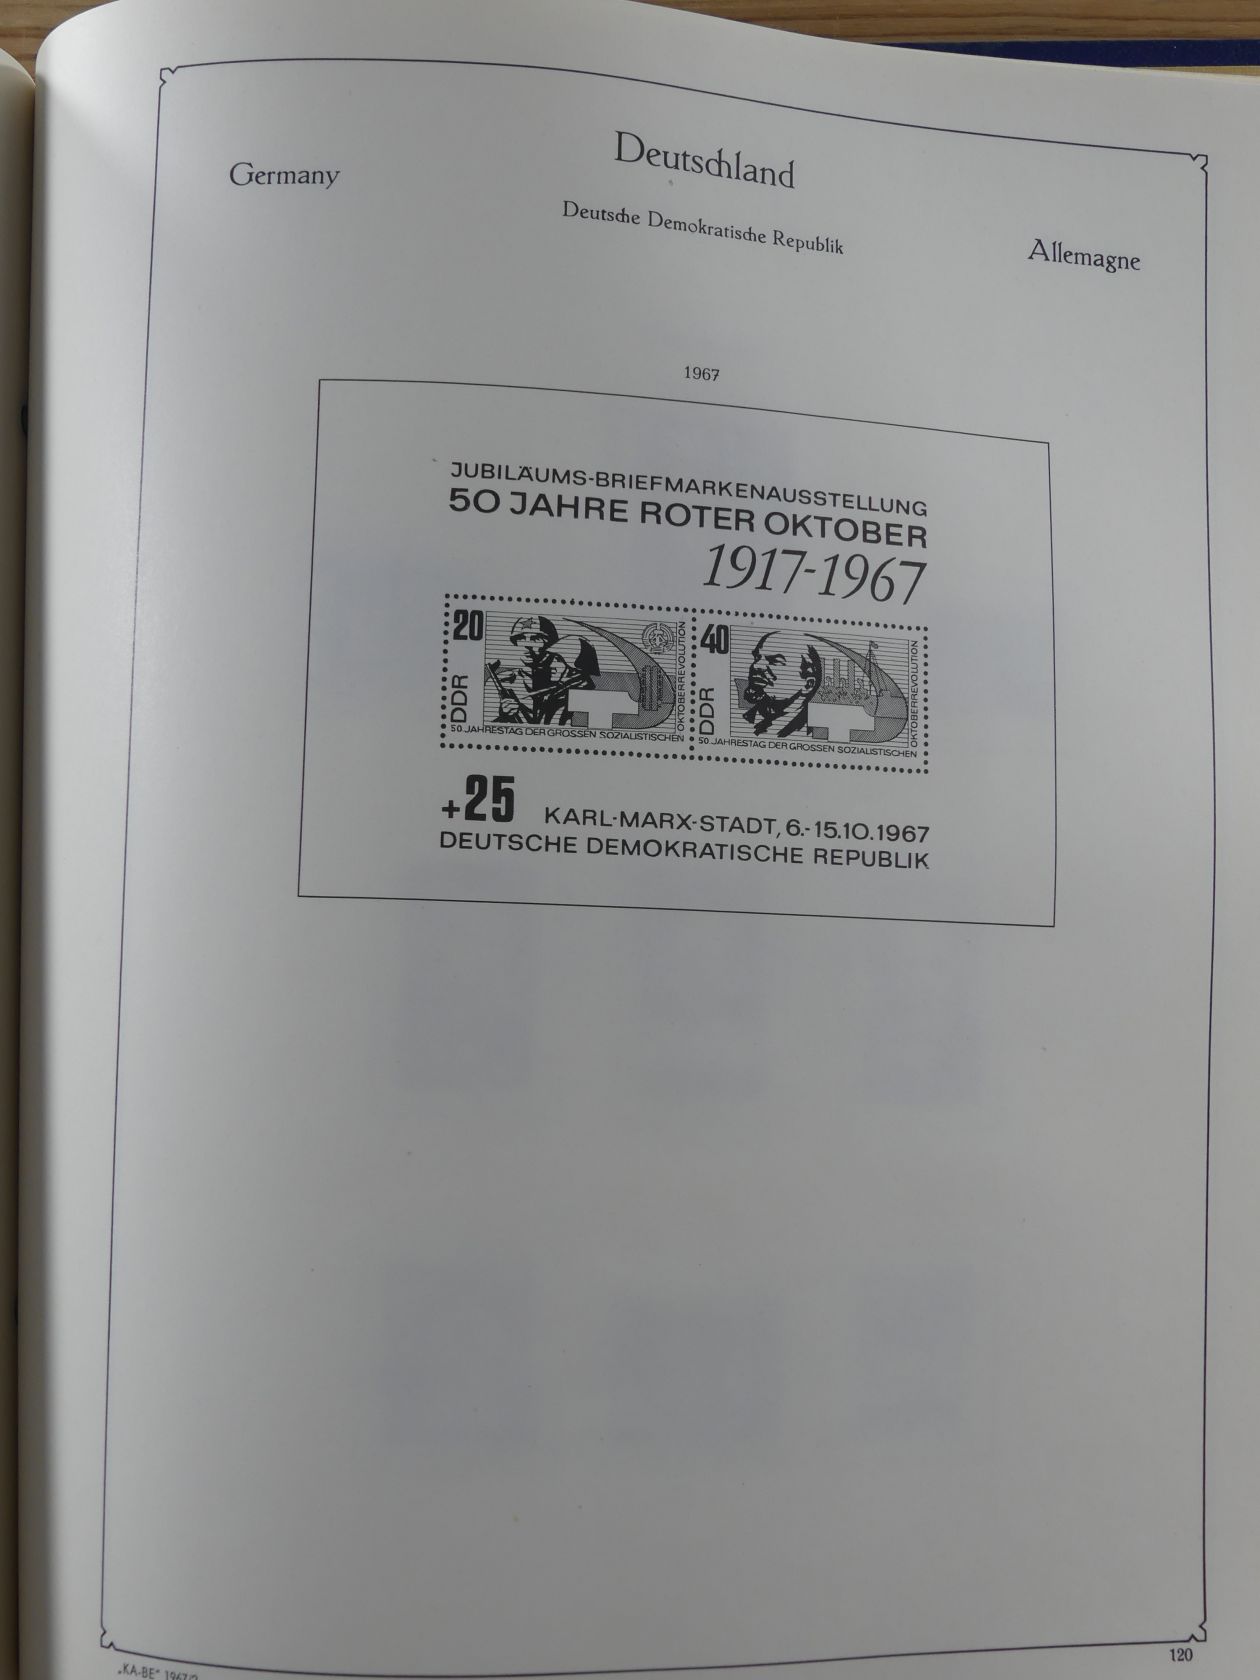 Deutschland
Germany
Deutsche Demokratische Republik
Allemagne
1967
JUBILÄUMS-BRIEFMARKENAUSSTELLUNG
50 JAHRE ROTER OKTOBER
1917-1967
20
DDR
50. JAHRESTAG DER GROSSEN SOZIALISTISCHEN
OKTOBERREVOLUTION
40
DDR
50. JAHRESTAG DER GROSSEN SOZIALISTISCHEN
OKTOBERREVOLUTION
+25
KARL-MARX-STADT, 6.-15.10.1967
DEUTSCHE DEMOKRATISCHE REPUBLIK
120
„KA-BE“